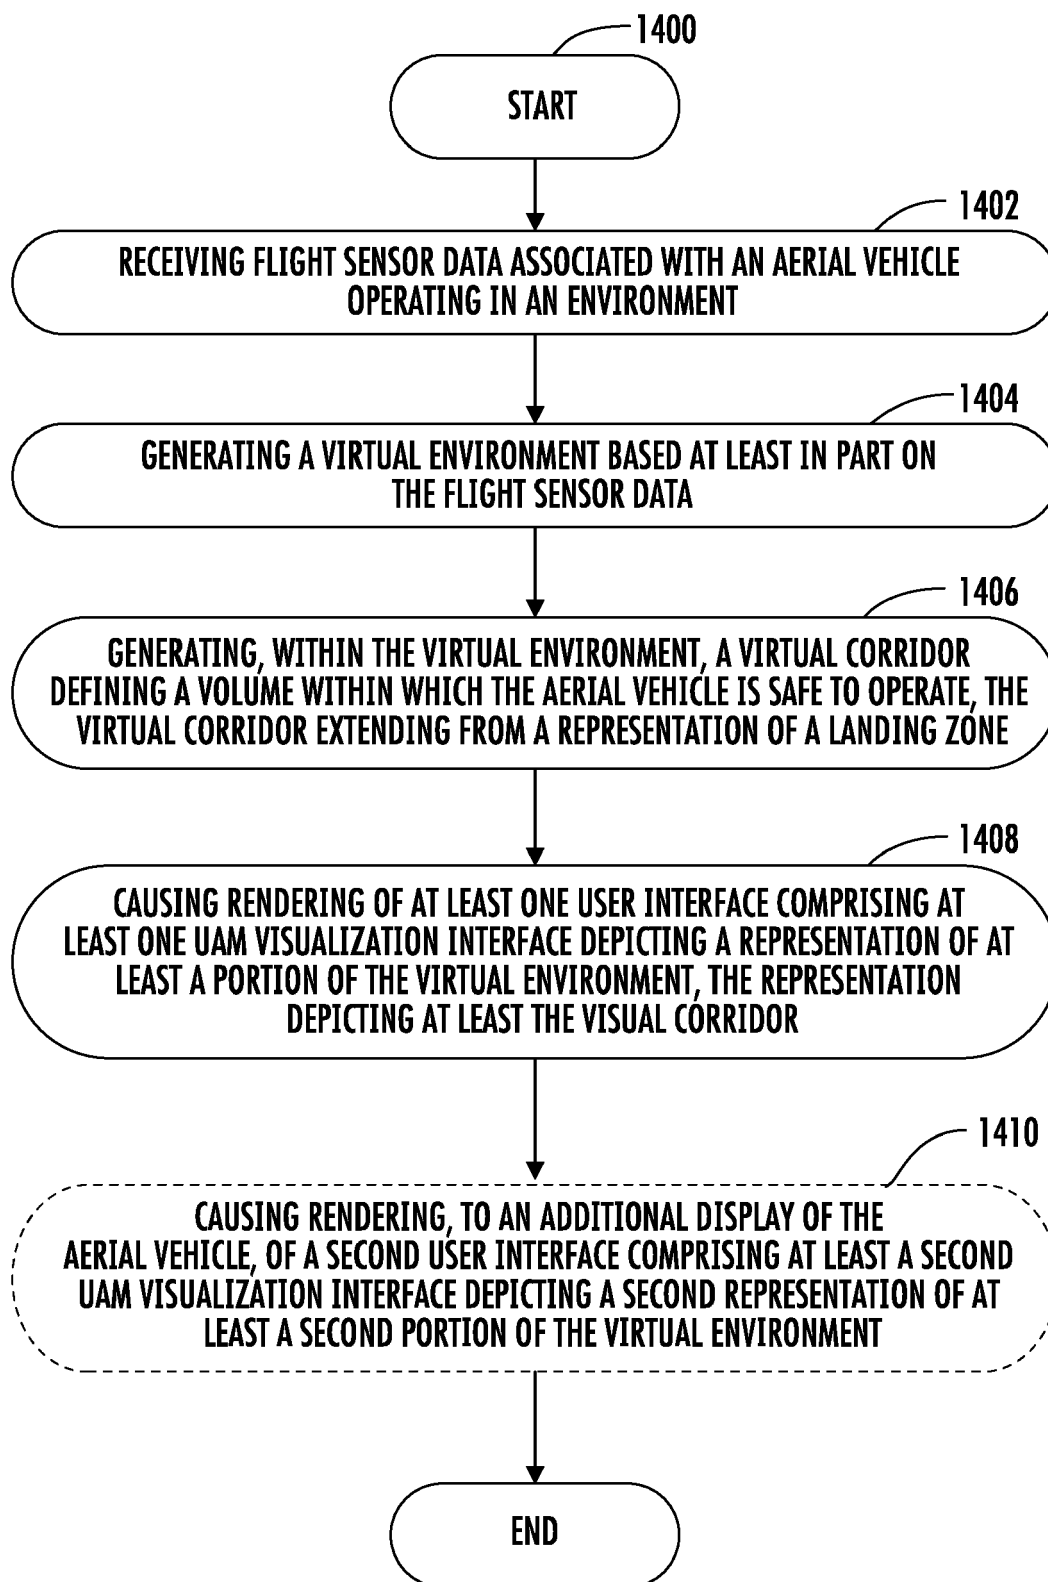 1400
START
1402
RECEIVING FLIGHT SENSOR DATA ASSOCIATED WITH AN AERIAL VEHICLE
OPERATING IN AN ENVIRONMENT
1404
GENERATING A VIRTUAL ENVIRONMENT BASED AT LEAST IN PART ON
THE FLIGHT SENSOR DATA
1406
GENERATING, WITHIN THE VIRTUAL ENVIRONMENT, A VIRTUAL CORRIDOR
DEFINING A VOLUME WITHIN WHICH THE AERIAL VEHICLE IS SAFE TO OPERATE, THE
VIRTUAL CORRIDOR EXTENDING FROM A REPRESENTATION OF A LANDING ZONE
1408
CAUSING RENDERING OF AT LEAST ONE USER INTERFACE COMPRISING AT
LEAST ONE UAM VISUALIZATION INTERFACE DEPICTING A REPRESENTATION OF AT
LEAST A PORTION OF THE VIRTUAL ENVIRONMENT, THE REPRESENTATION
DEPICTING AT LEAST THE VISUAL CORRIDOR
1410
CAUSING RENDERING, TO AN ADDITIONAL DISPLAY OF THE
AERIAL VEHICLE, OF A SECOND USER INTERFACE COMPRISING AT LEAST A SECOND
UAM VISUALIZATION INTERFACE DEPICTING A SECOND REPRESENTATION OF AT
LEAST A SECOND PORTION OF THE VIRTUAL ENVIRONMENT
END